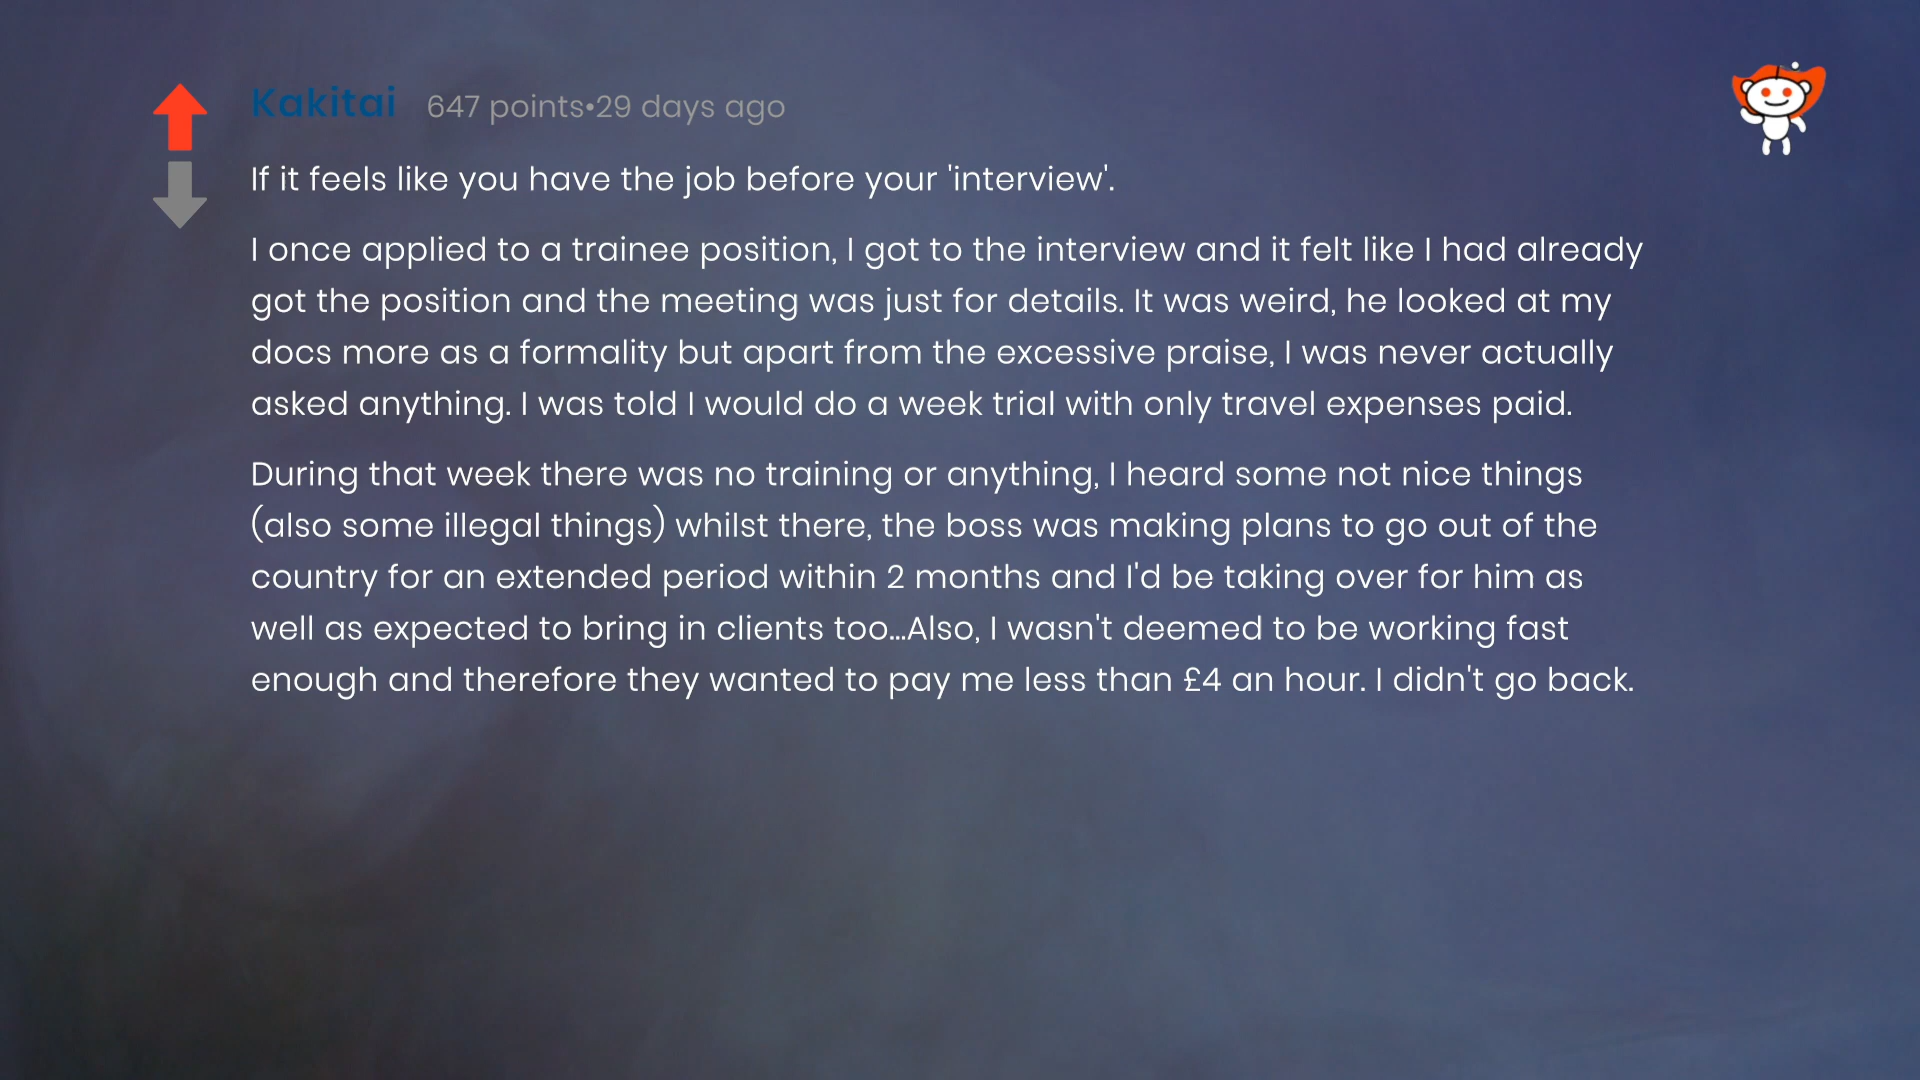 Kakitai 647 points•29 days ago
If it feels like you have the job before your 'interview'.
I once applied to a trainee position, I got to the interview and it felt like I had already
got the position and the meeting was just for details. It was weird, he looked at my
docs more as a formality but apart from the excessive praise, I was never actually
asked anything. I was told I would do a week trial with only travel expenses paid.
During that week there was no training or anything, I heard some not nice things
(also some illegal things) whilst there, the boss was making plans to go out of the
country for an extended period within 2 months and I'd be taking over for him as
well as expected to bring in clients too...Also, I wasn't deemed to be working fast
enough and therefore they wanted to pay me less than £4 an hour. I didn't go back.